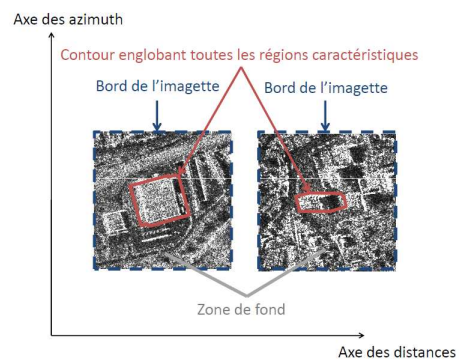 Axe des azimuth
Contour englobant toutes les régions caractéristiques
Bord de l'imagette
Bord de l'imagette
Zone de fond
Axe des distances